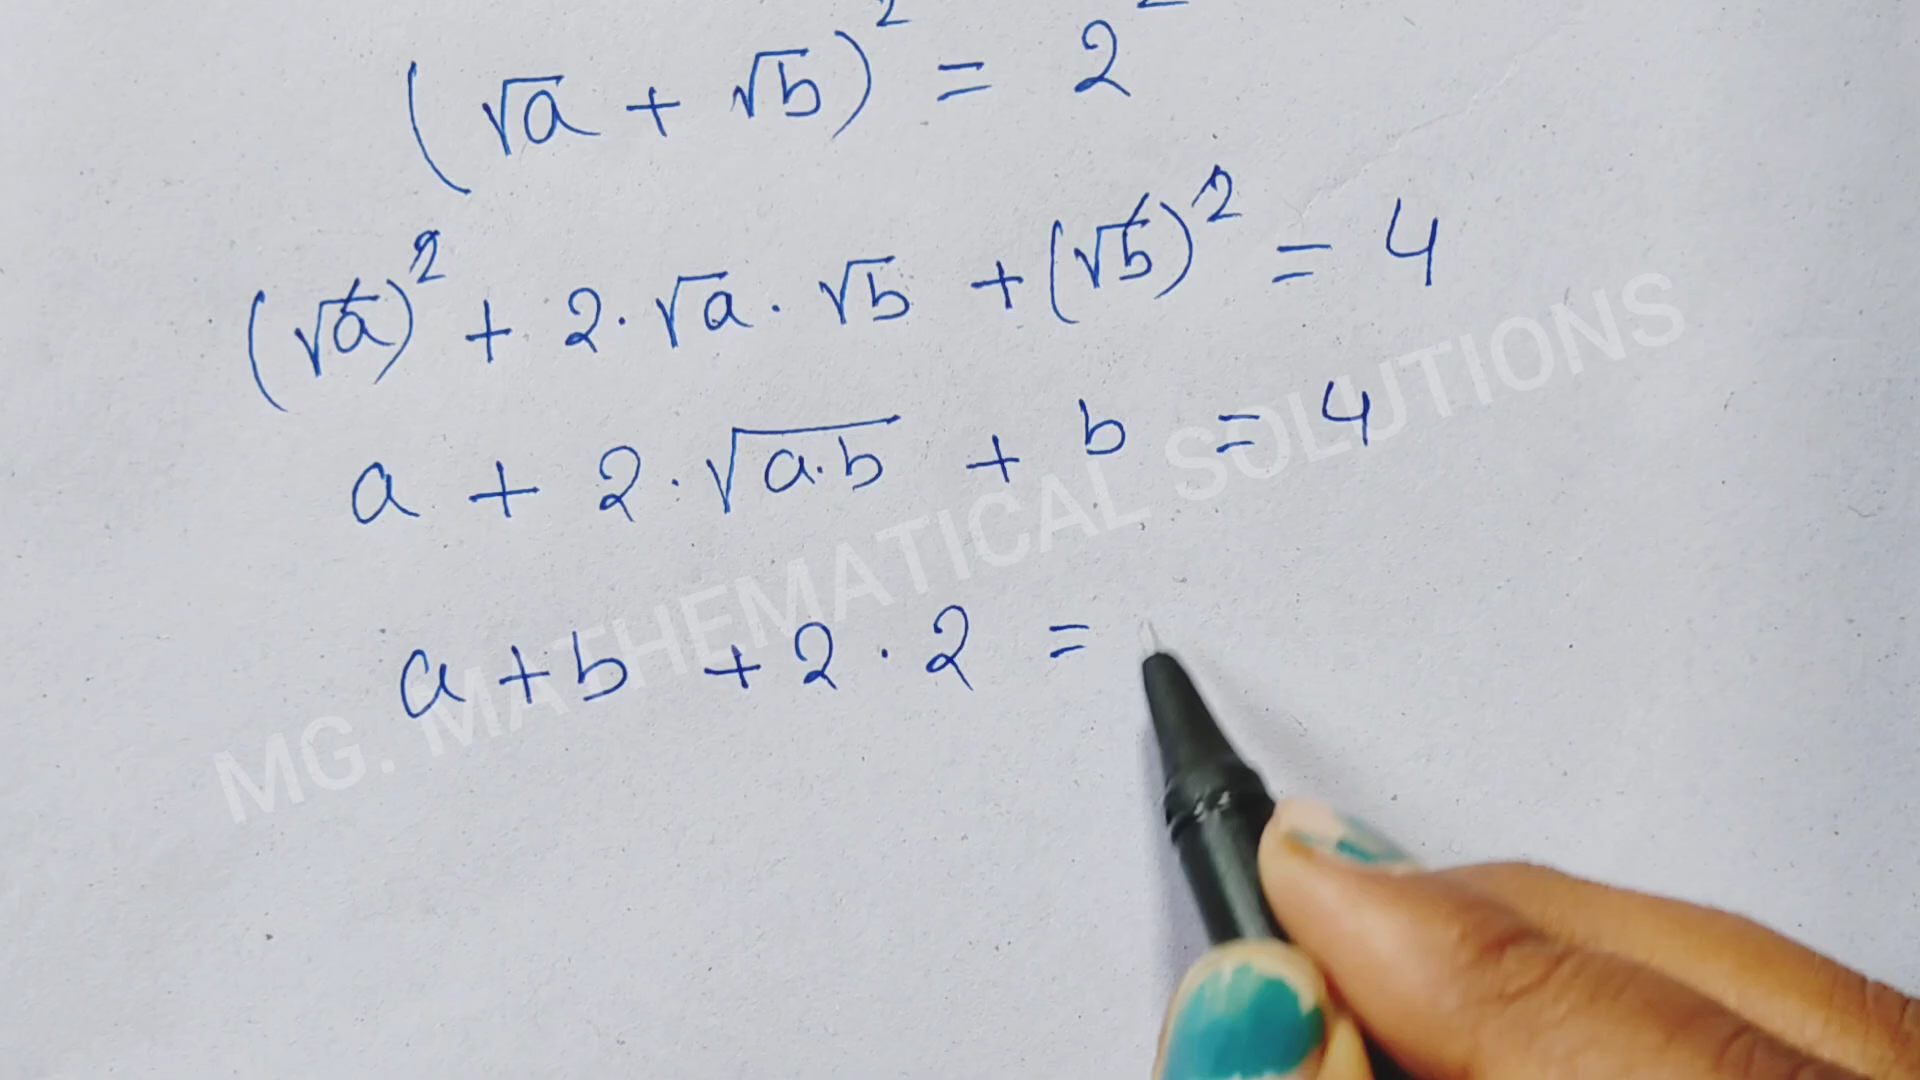 (√a + √b)² = 2²
(√a)² + 2·√a·√b + (√b)² = 4
a + 2·√a·b + b = 4
a + b + 2·2 =
MG. MATHEMATICAL SOLUTIONS